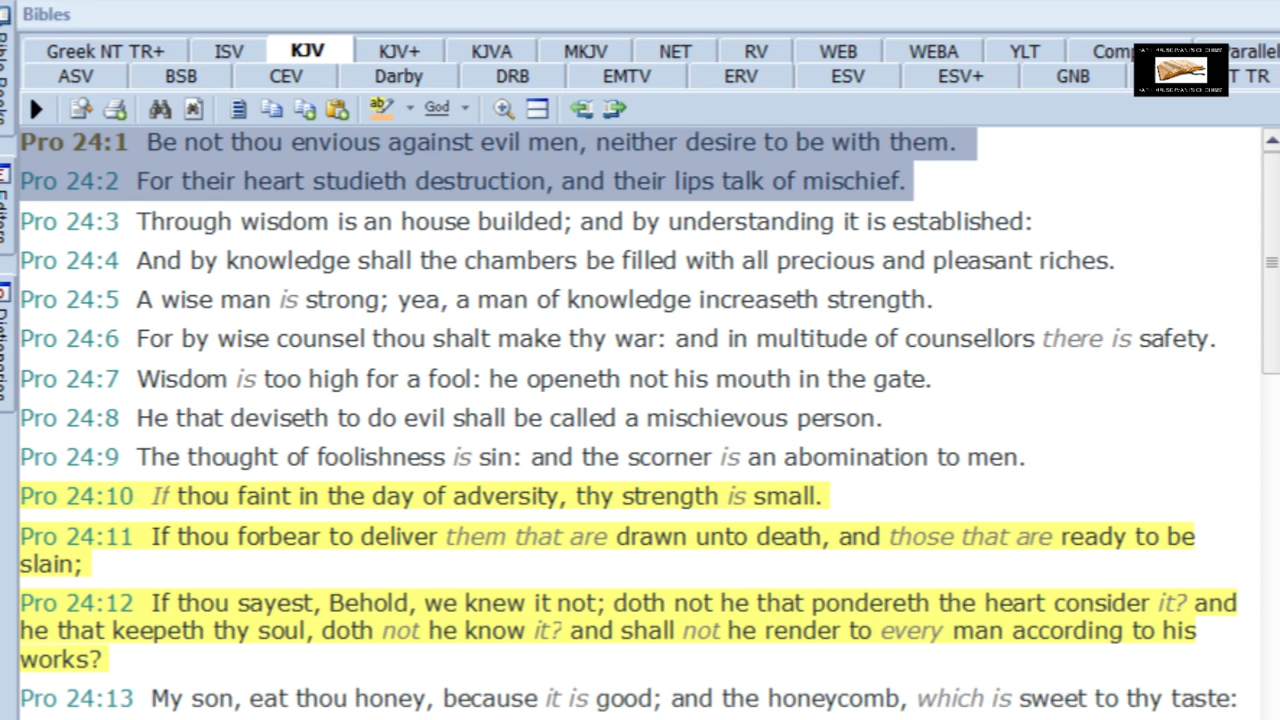 Bibles
Greek NT TR+ ISV KJV KJV+ KJVA MKJV NET RV WEB WEBA YLT
ASV BSB CEV Darby DRB EMTV ERV ESV ESV+ GNB TR
God
Pro 24:1 Be not thou envious against evil men, neither desire to be with them.
Pro 24:2 For their heart studieth destruction, and their lips talk of mischief.
Pro 24:3 Through wisdom is an house builded; and by understanding it is established:
Pro 24:4 And by knowledge shall the chambers be filled with all precious and pleasant riches.
Pro 24:5 A wise man is strong; yea, a man of knowledge increaseth strength.
Pro 24:6 For by wise counsel thou shalt make thy war: and in multitude of counsellors there is safety.
Pro 24:7 Wisdom is too high for a fool: he openeth not his mouth in the gate.
Pro 24:8 He that deviseth to do evil shall be called a mischievous person.
Pro 24:9 The thought of foolishness is sin: and the scorner is an abomination to men.
Pro 24:10 If thou faint in the day of adversity, thy strength is small.
Pro 24:11 If thou forbear to deliver them that are drawn unto death, and those that are ready to be
slain;
Pro 24:12 If thou sayest, Behold, we knew it not; doth not he that pondereth the heart consider it? and
he that keepeth thy soul, doth not he know it? and shall not he render to every man according to his
works?
Pro 24:13 My son, eat thou honey, because it is good; and the honeycomb, which is sweet to thy taste:
Bible Books
Editors